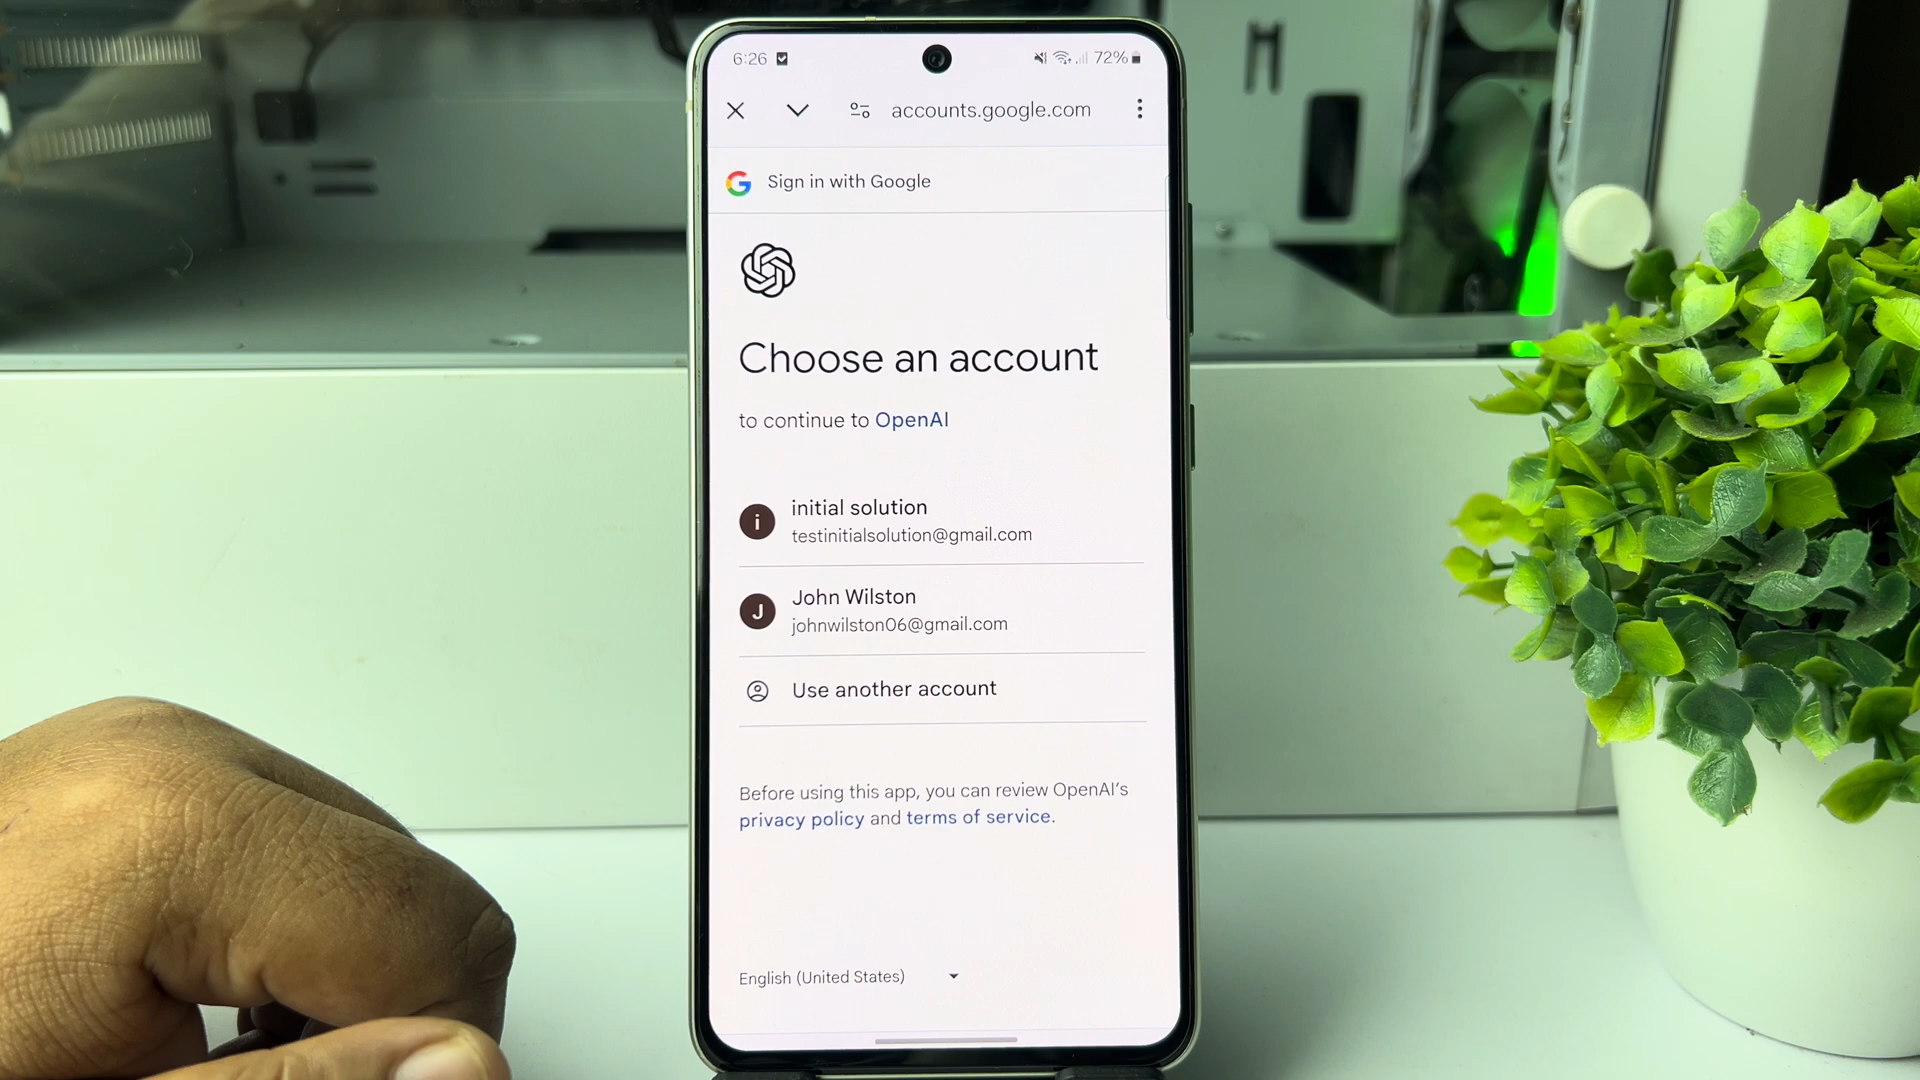 6:26 72%
accounts.google.com
Sign in with Google
Choose an account
to continue to OpenAI
i
initial solution
testinitialsolution@gmail.com
J
John Wilston
johnwilston06@gmail.com
Use another account
Before using this app, you can review OpenAI's
privacy policy and terms of service.
English (United States)